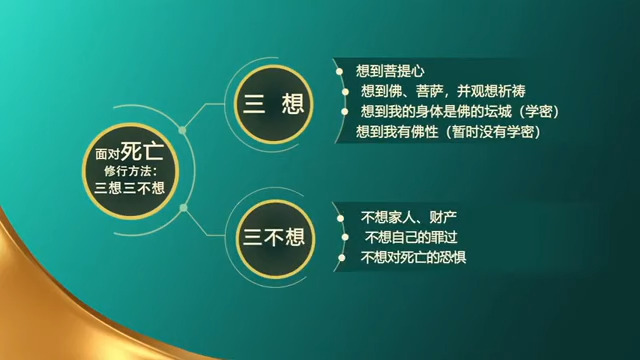 面对死亡
修行方法：
三想三不想
三 想
想到菩提心
想到佛、菩萨，并观想祈祷
想到我的身体是佛的坛城（学密）
想到我有佛性（暂时没有学密）
三不想
不想家人、财产
不想自己的罪过
不想对死亡的恐惧